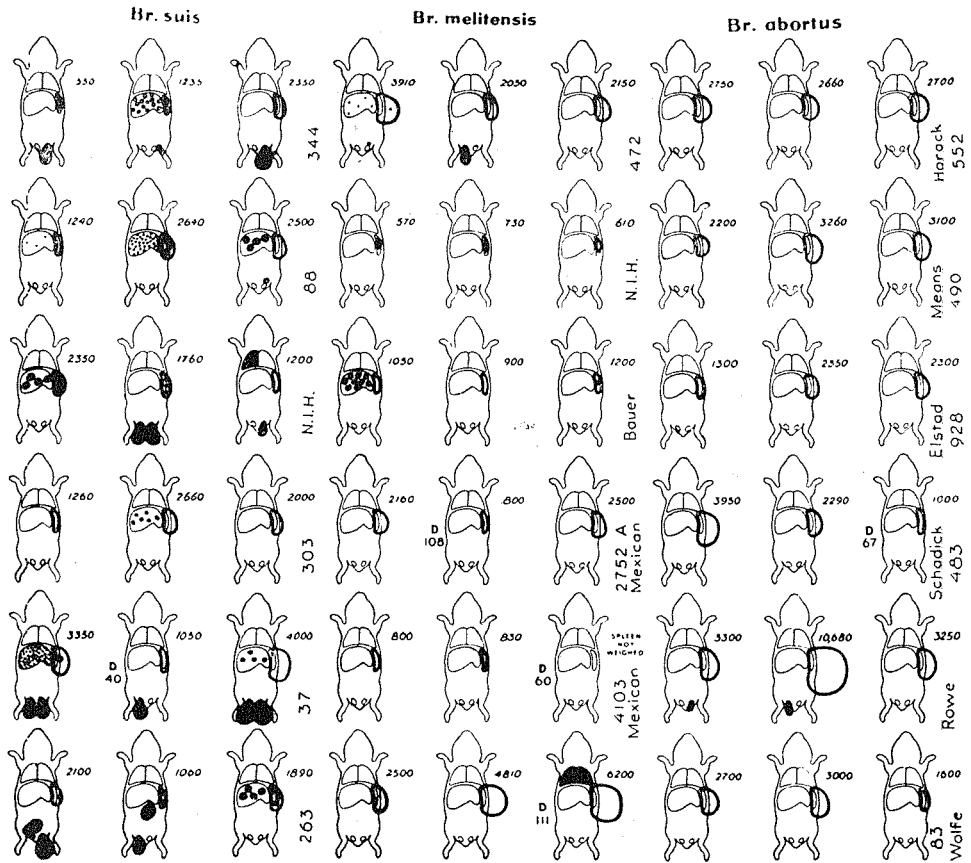 Br. suis
Br. melitensis
Br. abortus
550 1235 2350 344 3910 2050 2150 472 2750 2660 2700 Horack 552
1240 2640 2500 88 570 730 610 N.I.H. 2200 3260 3100 Means 490
2350 1760 1200 N.I.H. 1050 900 1200 Bauer 1300 2550 2300 Elstad 928
1260 2660 2000 303 2160 D 108 800 2500 2752 A Mexican 3950 2290 D 67 1000 Schadick 483
3350 D 40 1050 4000 37 800 830 D 60 SPLEEN NOT WEIGHED 4103 Mexican 3300 10,680 3250 Rowe
2100 1060 1890 263 2500 4810 D 111 6200 2700 3000 1600 83 Wolfe